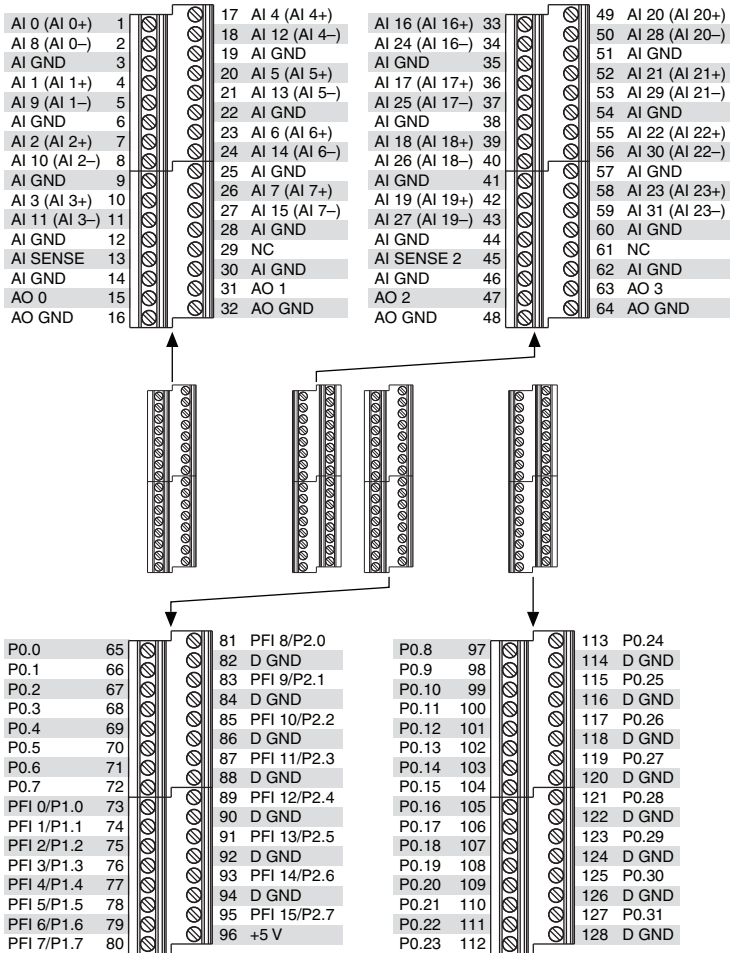 AI 0 (AI 0+) 1
AI 8 (AI 0–) 2
AI GND 3
AI 1 (AI 1+) 4
AI 9 (AI 1–) 5
AI GND 6
AI 2 (AI 2+) 7
AI 10 (AI 2–) 8
AI GND 9
AI 3 (AI 3+) 10
AI 11 (AI 3–) 11
AI GND 12
AI SENSE 13
AI GND 14
AO 0 15
AO GND 16
17 AI 4 (AI 4+)
18 AI 12 (AI 4–)
19 AI GND
20 AI 5 (AI 5+)
21 AI 13 (AI 5–)
22 AI GND
23 AI 6 (AI 6+)
24 AI 14 (AI 6–)
25 AI GND
26 AI 7 (AI 7+)
27 AI 15 (AI 7–)
28 AI GND
29 NC
30 AI GND
31 AO 1
32 AO GND
AI 16 (AI 16+) 33
AI 24 (AI 16–) 34
AI GND 35
AI 17 (AI 17+) 36
AI 25 (AI 17–) 37
AI GND 38
AI 18 (AI 18+) 39
AI 26 (AI 18–) 40
AI GND 41
AI 19 (AI 19+) 42
AI 27 (AI 19–) 43
AI GND 44
AI SENSE 2 45
AI GND 46
AO 2 47
AO GND 48
49 AI 20 (AI 20+)
50 AI 28 (AI 20–)
51 AI GND
52 AI 21 (AI 21+)
53 AI 29 (AI 21–)
54 AI GND
55 AI 22 (AI 22+)
56 AI 30 (AI 22–)
57 AI GND
58 AI 23 (AI 23+)
59 AI 31 (AI 23–)
60 AI GND
61 NC
62 AI GND
63 AO 3
64 AO GND
P0.0 65
P0.1 66
P0.2 67
P0.3 68
P0.4 69
P0.5 70
P0.6 71
P0.7 72
PFI 0/P1.0 73
PFI 1/P1.1 74
PFI 2/P1.2 75
PFI 3/P1.3 76
PFI 4/P1.4 77
PFI 5/P1.5 78
PFI 6/P1.6 79
PFI 7/P1.7 80
81 PFI 8/P2.0
82 D GND
83 PFI 9/P2.1
84 D GND
85 PFI 10/P2.2
86 D GND
87 PFI 11/P2.3
88 D GND
89 PFI 12/P2.4
90 D GND
91 PFI 13/P2.5
92 D GND
93 PFI 14/P2.6
94 D GND
95 PFI 15/P2.7
96 +5 V
P0.8 97
P0.9 98
P0.10 99
P0.11 100
P0.12 101
P0.13 102
P0.14 103
P0.15 104
P0.16 105
P0.17 106
P0.18 107
P0.19 108
P0.20 109
P0.21 110
P0.22 111
P0.23 112
113 P0.24
114 D GND
115 P0.25
116 D GND
117 P0.26
118 D GND
119 P0.27
120 D GND
121 P0.28
122 D GND
123 P0.29
124 D GND
125 P0.30
126 D GND
127 P0.31
128 D GND